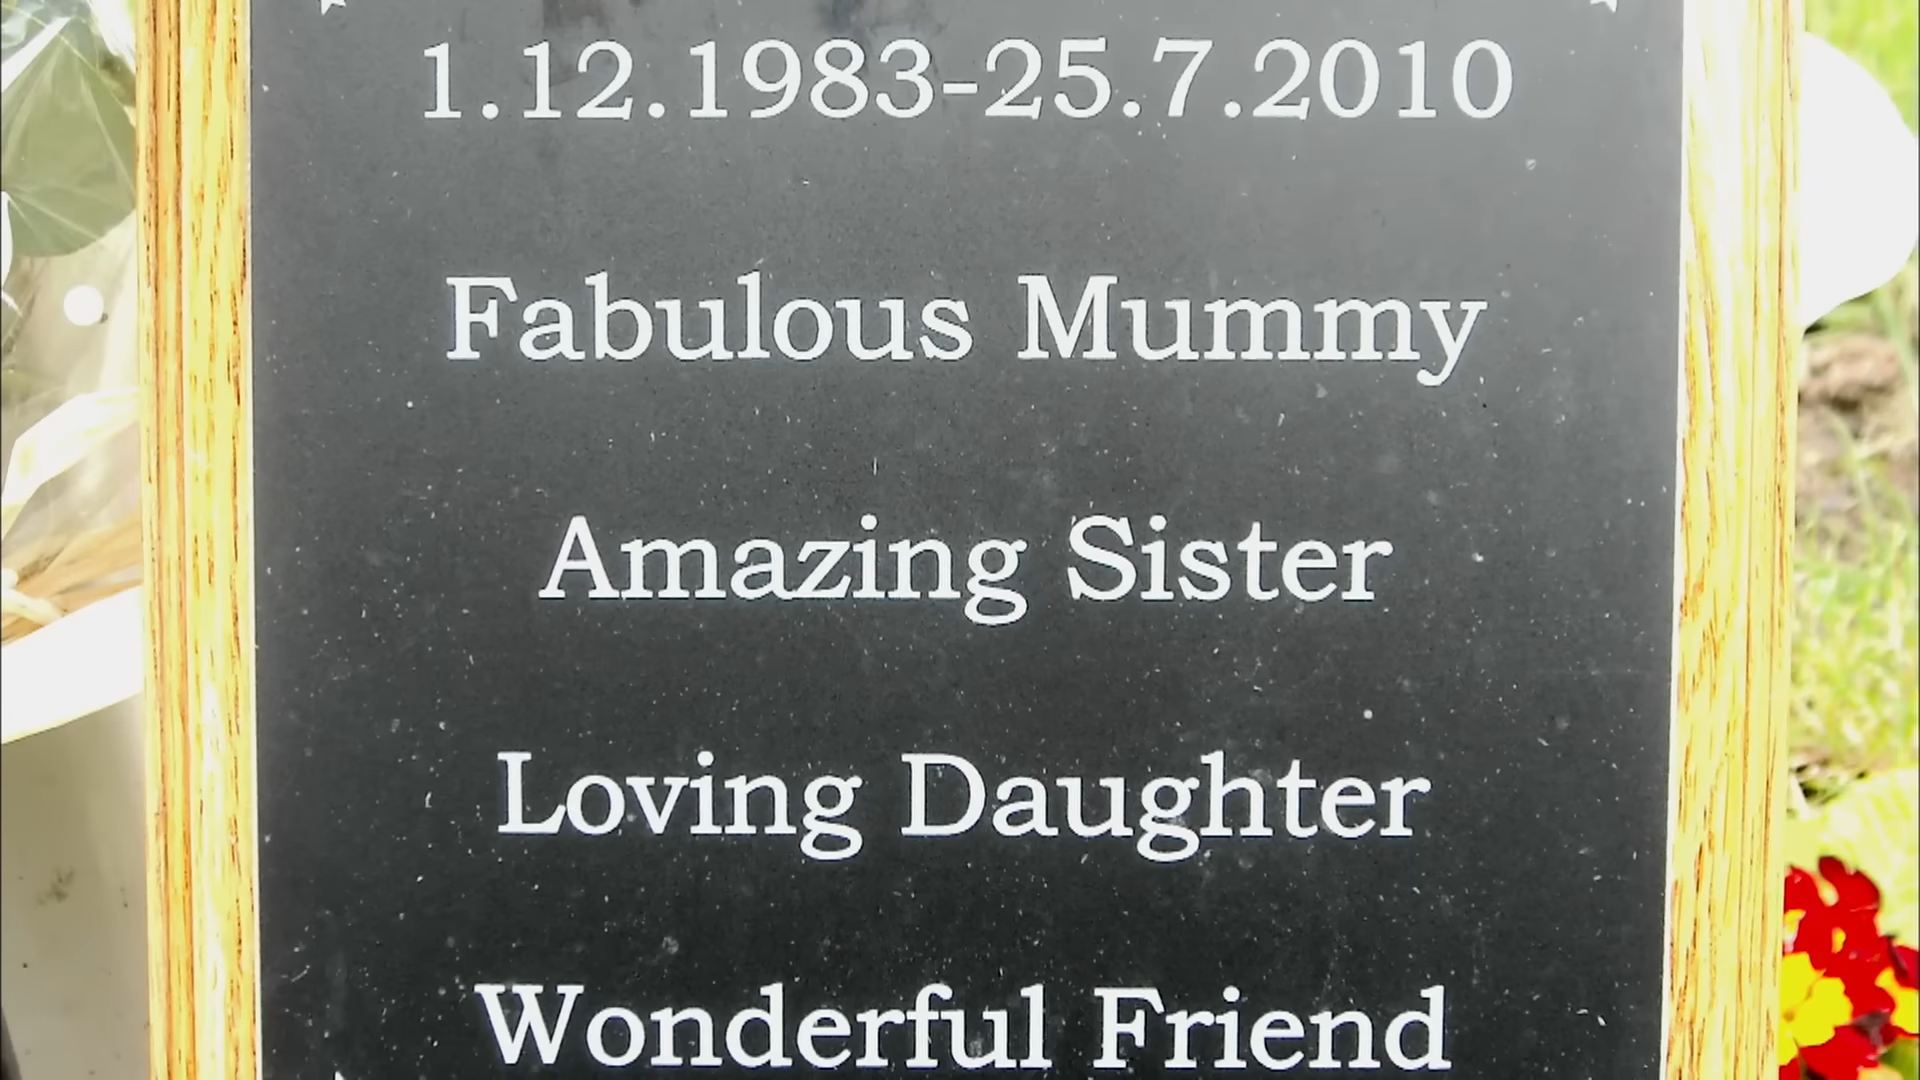 1.12.1983-25.7.2010
Fabulous Mummy
Amazing Sister
Loving Daughter
Wonderful Friend